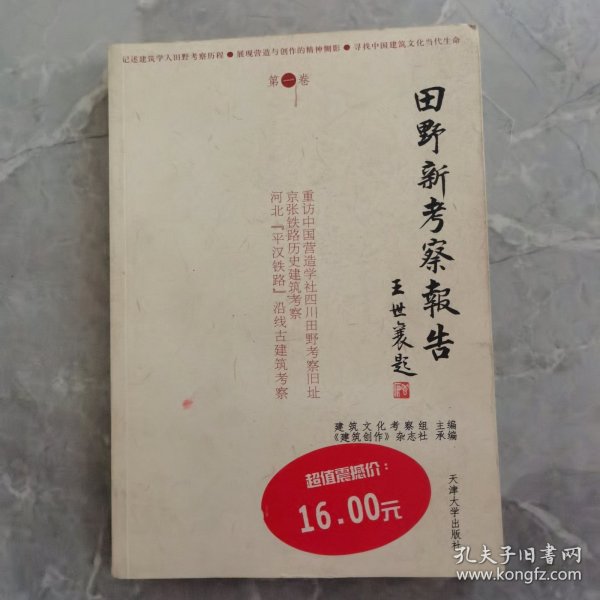 记述建筑学人田野考察历程●展现营造与创作的精神侧影●寻找中国建筑文化当代生命
第一卷
田野新考察報告
王世襄题
重访中国营造学社四川田野考察旧址
京张铁路历史建筑考察
河北『平汉铁路』沿线古建筑考察
建筑文化考察组 主编
《建筑创作》杂志社 承编
天津大学出版社
超值震撼价：
16.00元
孔夫子旧书网
www.kongfz.com